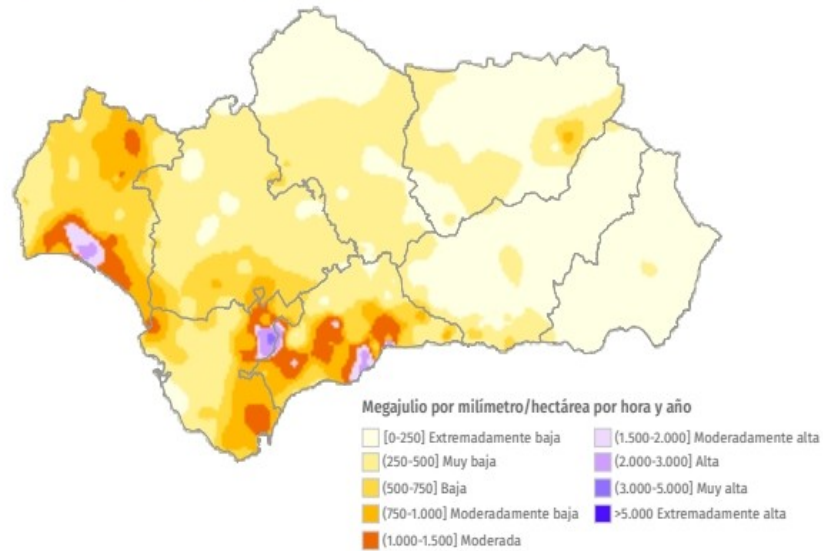 Megajulio por milímetro/hectárea por hora y año
[0-250] Extremadamente baja
(250-500] Muy baja
(500-750] Baja
(750-1.000] Moderadamente baja
(1.000-1.500] Moderada
(1.500-2.000] Moderadamente alta
(2.000-3.000] Alta
(3.000-5.000] Muy alta
>5.000 Extremadamente alta